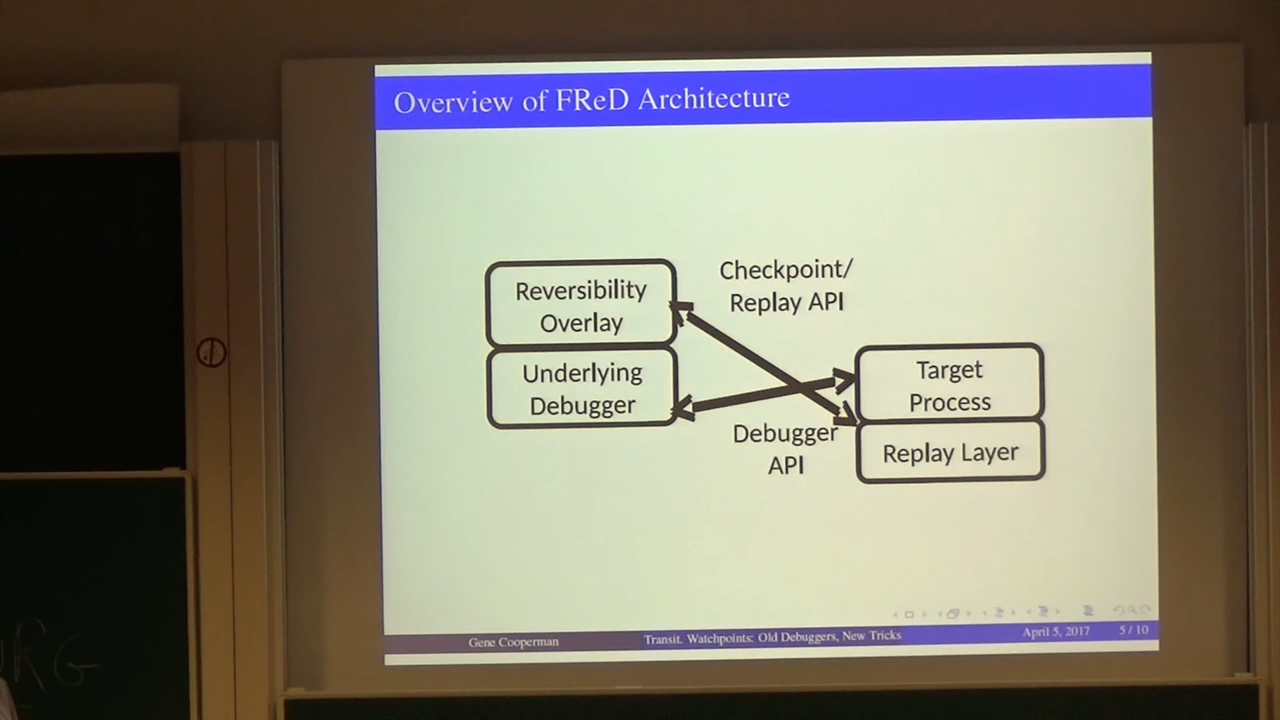 Overview of FReD Architecture
Checkpoint/
Replay API
Reversibility
Overlay
Underlying
Debugger
Target
Process
Debugger
API
Replay Layer
Gene Cooperman
Transit. Watchpoints: Old Debuggers, New Tricks
April 5, 2017
5 / 10
RG